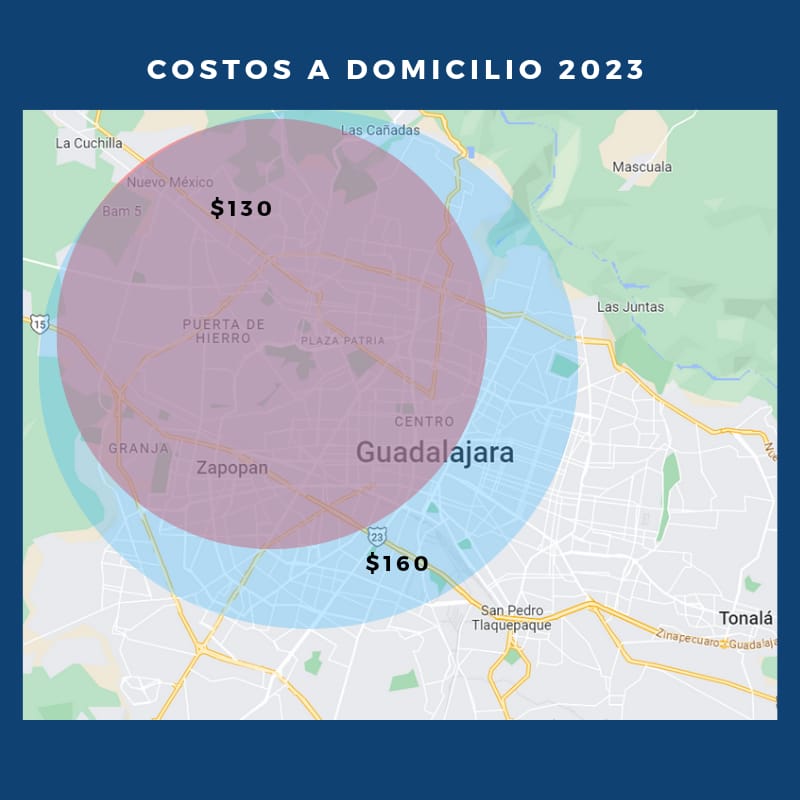 COSTOS A DOMICILIO 2023
Las Cañadas
La Cuchilla
Mascuala
Nuevo México
Bam 5
$130
Las Juntas
15
PUERTA DE
HIERRO
PLAZA PATRIA
CENTRO
GRANJA
Guadalajara
Zapopan
23
$160
San Pedro
Tlaquepaque
Tonalá
Zinapecuaro-Guadalaja